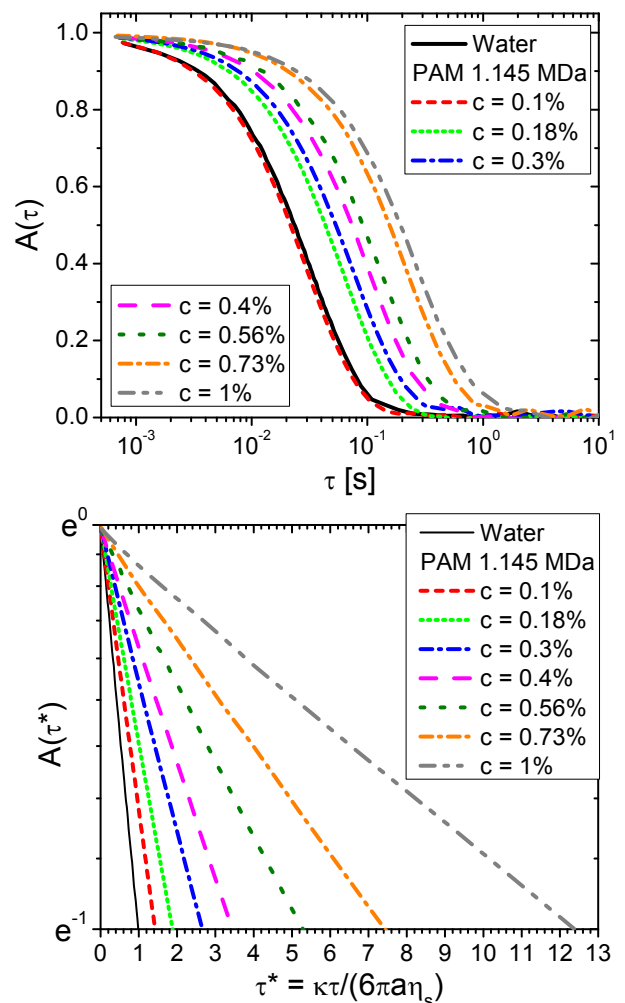 1.0
0.8
0.6
0.4
0.2
0.0
A(τ)
Water
PAM 1.145 MDa
c = 0.1%
c = 0.18%
c = 0.3%
c = 0.4%
c = 0.56%
c = 0.73%
c = 1%
10⁻³ 10⁻² 10⁻¹ 10⁰ 10¹
τ [s]
e⁰
A(τ*)
e⁻¹
Water
PAM 1.145 MDa
c = 0.1%
c = 0.18%
c = 0.3%
c = 0.4%
c = 0.56%
c = 0.73%
c = 1%
0 1 2 3 4 5 6 7 8 9 10 11 12 13
τ* = κτ/(6πaηₛ)